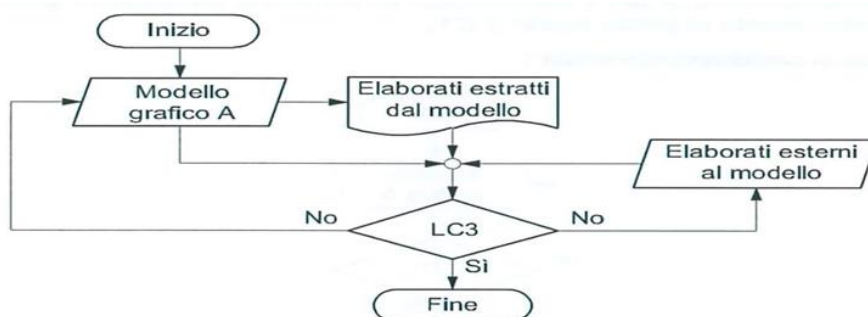 Inizio
Modello
grafico A
Elaborati estratti
dal modello
Elaborati esterni
al modello
No
LC3
No
Sì
Fine